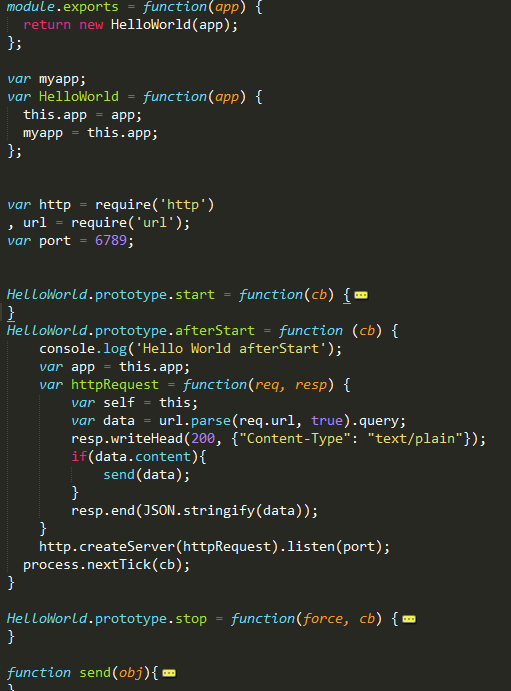 module.exports = function(app) {
  return new HelloWorld(app);
};

var myapp;
var HelloWorld = function(app) {
  this.app = app;
  myapp = this.app;
};


var http = require('http')
, url = require('url');
var port = 6789;


HelloWorld.prototype.start = function(cb) {
}
HelloWorld.prototype.afterStart = function (cb) {
    console.log('Hello World afterStart');
    var app = this.app;
    var httpRequest = function(req, resp) {
        var self = this;
        var data = url.parse(req.url, true).query;
        resp.writeHead(200, {"Content-Type": "text/plain"});
        if(data.content){
            send(data);
        }
        resp.end(JSON.stringify(data));
    }
    http.createServer(httpRequest).listen(port);
  process.nextTick(cb);
}

HelloWorld.prototype.stop = function(force, cb) {
}

function send(obj){
}